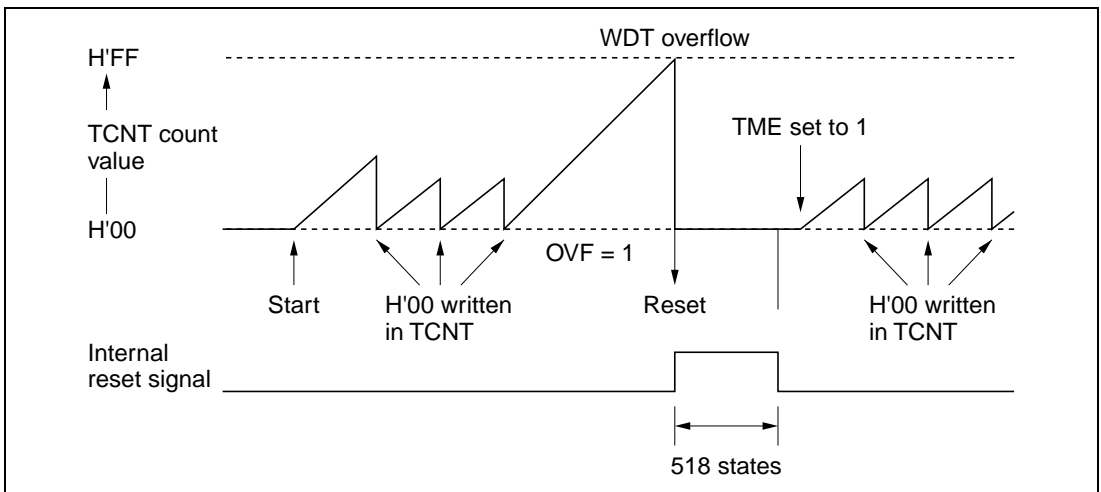 WDT overflow
H'FF
TCNT count
value
TME set to 1
H'00
OVF = 1
Start
H'00 written
in TCNT
Reset
H'00 written
in TCNT
Internal
reset signal
518 states